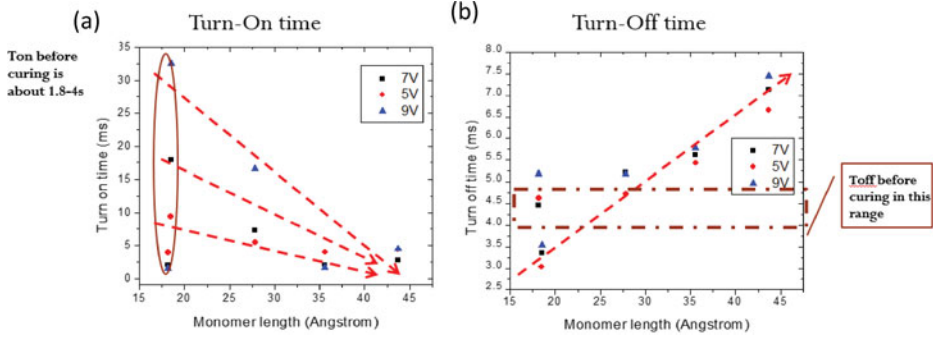 (a)
Turn-On time
Ton before
curing is
about 1.8-4s
35
30
25
20
15
10
5
0
Turn on time (ms)
7V
5V
9V
15 20 25 30 35 40 45 50
Monomer length (Angstrom)
(b)
Turn-Off time
8.0
7.5
7.0
6.5
6.0
5.5
5.0
4.5
4.0
3.5
3.0
2.5
Turn off time (ms)
7V
5V
9V
15 20 25 30 35 40 45 50
Monomer length (Angstrom)
Toff before
curing in this
range